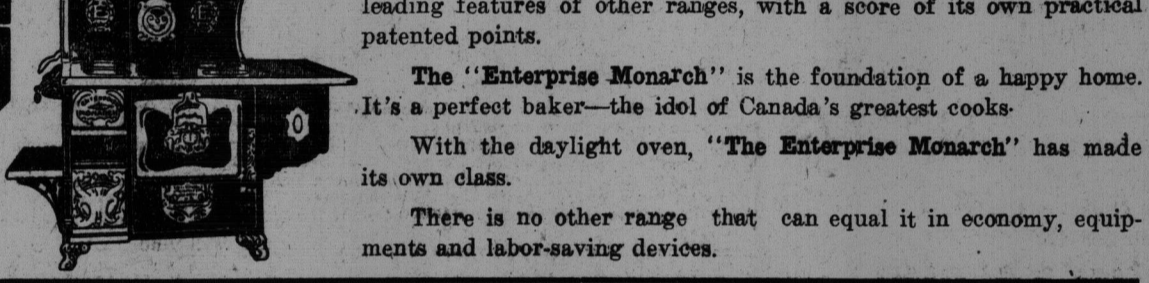 leading features of other ranges, with a score of its own practical
patented points.
The "Enterprise Monarch" is the foundation of a happy home.
It's a perfect baker—the idol of Canada's greatest cooks.
With the daylight oven, "The Enterprise Monarch" has made
its own class.
There is no other range that can equal it in economy, equip-
ments and labor-saving devices.